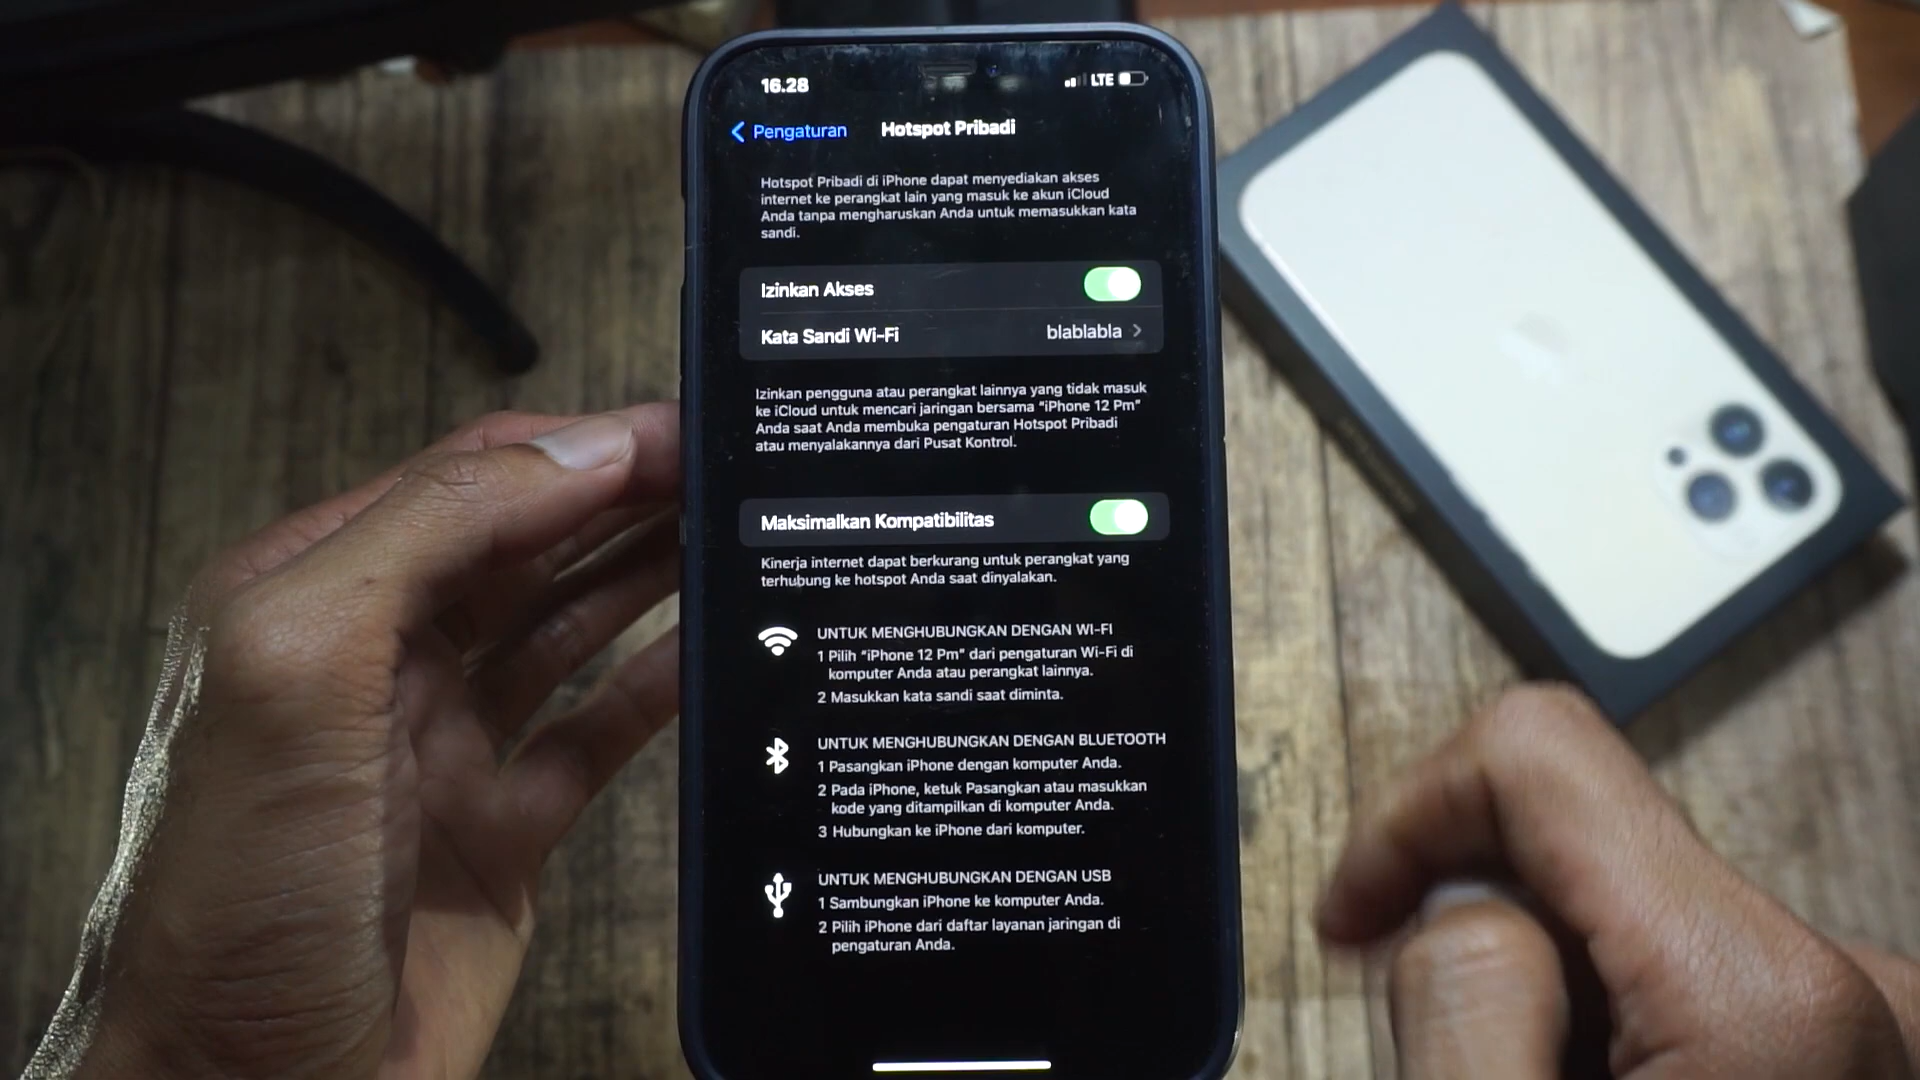 16.28
LTE
Pengaturan
Hotspot Pribadi
Hotspot Pribadi di iPhone dapat menyediakan akses
internet ke perangkat lain yang masuk ke akun iCloud
Anda tanpa mengharuskan Anda untuk memasukkan kata
sandi.
Izinkan Akses
Kata Sandi Wi-Fi
blablabla
Izinkan pengguna atau perangkat lainnya yang tidak masuk
ke iCloud untuk mencari jaringan bersama “iPhone 12 Pm”
Anda saat Anda membuka pengaturan Hotspot Pribadi
atau menyalakannya dari Pusat Kontrol.
Maksimalkan Kompatibilitas
Kinerja internet dapat berkurang untuk perangkat yang
terhubung ke hotspot Anda saat dinyalakan.
UNTUK MENGHUBUNGKAN DENGAN WI-FI
1 Pilih “iPhone 12 Pm” dari pengaturan Wi-Fi di
komputer Anda atau perangkat lainnya.
2 Masukkan kata sandi saat diminta.
UNTUK MENGHUBUNGKAN DENGAN BLUETOOTH
1 Pasangkan iPhone dengan komputer Anda.
2 Pada iPhone, ketuk Pasangkan atau masukkan
kode yang ditampilkan di komputer Anda.
3 Hubungkan ke iPhone dari komputer.
UNTUK MENGHUBUNGKAN DENGAN USB
1 Sambungkan iPhone ke komputer Anda.
2 Pilih iPhone dari daftar layanan jaringan di
pengaturan Anda.